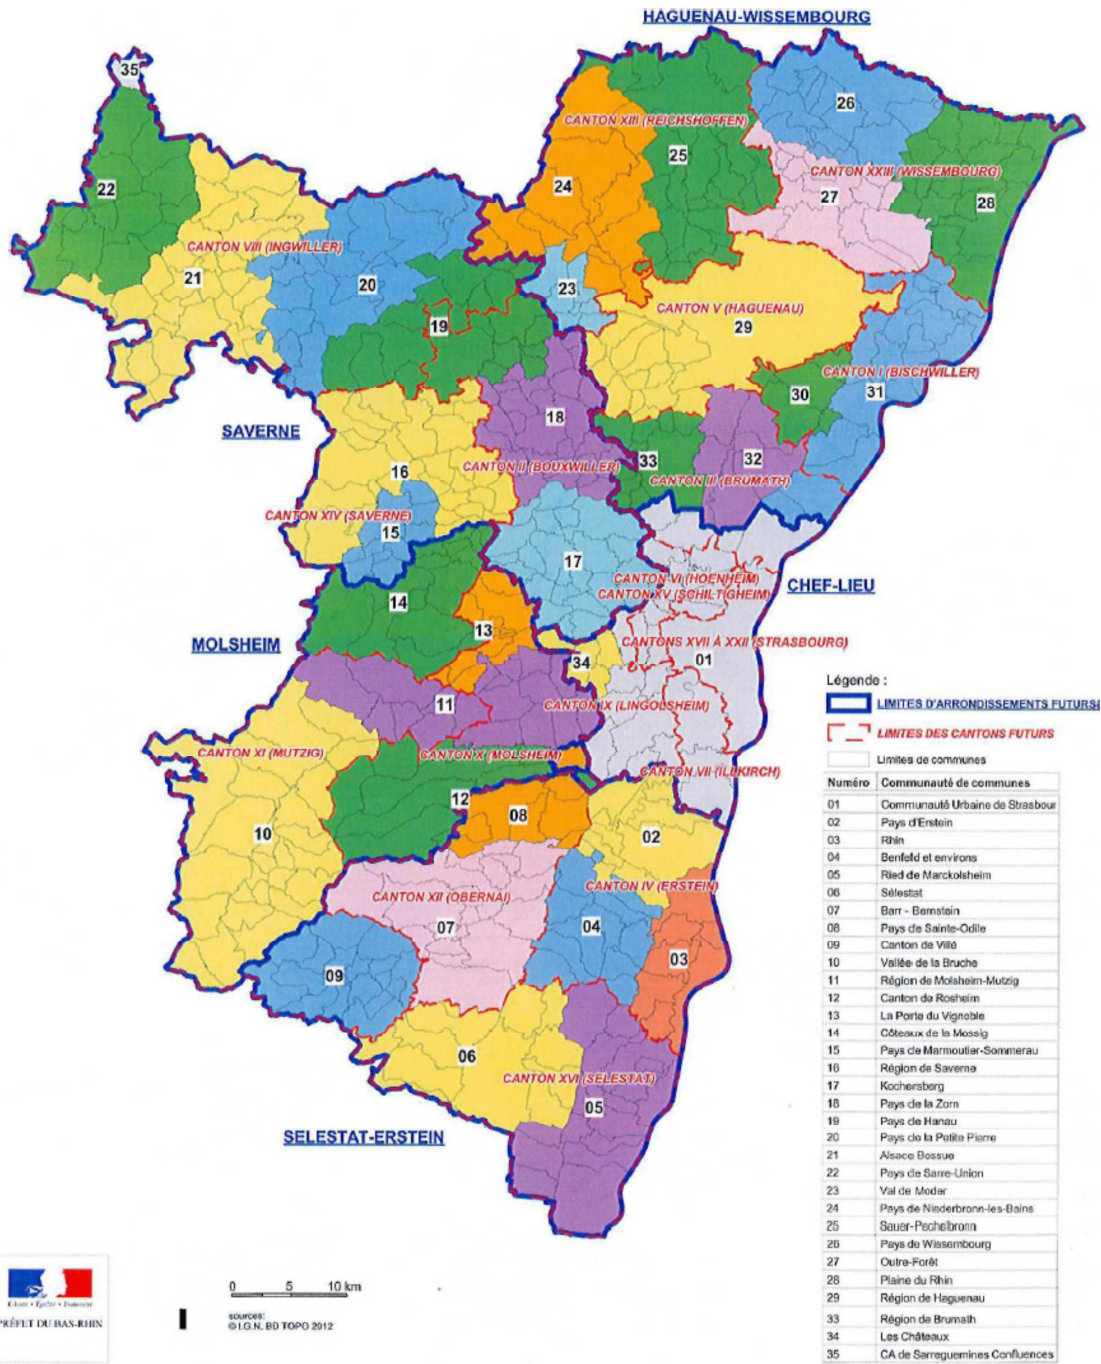 HAGUENAU-WISSEMBOURG
35
26
CANTON XIII (REICHSHOFFEN)
25
22
24
CANTON XXIII (WISSEMBOURG)
27
28
CANTON VIII (INGWILLER)
21
20
23
CANTON V (HAGUENAU)
19
29
CANTON I (BISCHWILLER)
30
31
18
SAVERNE
33
32
16
CANTON II (BOUXWILLER)
CANTON III (BRUMATH)
CANTON XIV (SAVERNE)
15
17
CANTON VI (HOENHEIM)
CHEF-LIEU
CANTON XV (SCHILTIGHEIM)
14
13
MOLSHEIM
CANTONS XVII À XXII (STRASBOURG)
34
01
11
CANTON IX (LINGOLSHEIM)
CANTON XI (MUTZIG)
CANTON X (MOLSHEIM)
CANTON VII (ILLKIRCH)
12
08
10
02
CANTON IV (ERSTEIN)
CANTON XII (OBERNAI)
07
04
03
09
06
CANTON XVI (SELESTAT)
05
SELESTAT-ERSTEIN
Légende :
LIMITES D'ARRONDISSEMENTS FUTURSE
LIMITES DES CANTONS FUTURS
Limites de communes
Numéro Communauté de communes
01 Communauté Urbaine de Strasbour
02 Pays d'Erstein
03 Rhin
04 Benfeld et environs
05 Ried de Marckolsheim
06 Sélestat
07 Barr - Bernstein
08 Pays de Sainte-Odile
09 Canton de Villé
10 Vallée de la Bruche
11 Région de Molsheim-Mutzig
12 Canton de Rosheim
13 La Porte du Vignoble
14 Côteaux de la Mossig
15 Pays de Marmoutier-Sommerau
16 Région de Saverne
17 Kochersberg
18 Pays de la Zorn
19 Pays de Hanau
20 Pays de la Petite Pierre
21 Alsace Bossue
22 Pays de Sarre-Union
23 Val de Moder
24 Pays de Niederbronn-les-Bains
25 Sauer-Pechelbronn
26 Pays de Wissembourg
27 Outre-Forêt
28 Plaine du Rhin
29 Région de Haguenau
33 Région de Brumath
34 Les Châteaux
35 CA de Sarreguemines Confluences
Liberté • Égalité • Fraternité
PRÉFET DU BAS-RHIN
0 5 10 km
sources:
© I.G.N. BD TOPO 2012